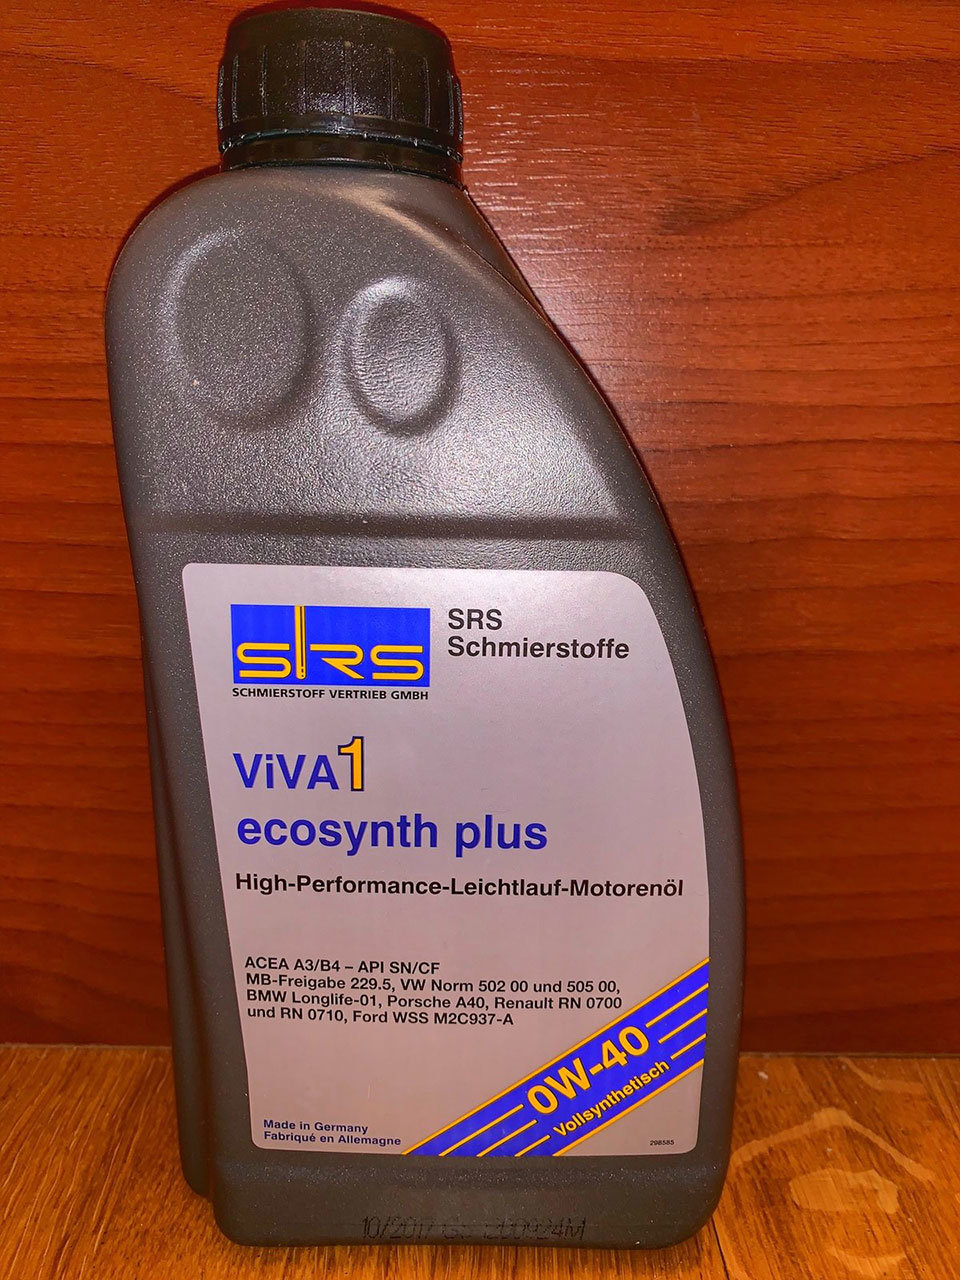 SRS
SCHMIERSTOFF VERTRIEB GMBH
SRS
Schmierstoffe
ViVA1
ecosynth plus
High-Performance-Leichtlauf-Motorenöl
ACEA A3/B4 – API SN/CF
MB-Freigabe 229.5, VW Norm 502 00 und 505 00,
BMW Longlife-01, Porsche A40, Renault RN 0700
und RN 0710, Ford WSS M2C937-A
0W-40
Vollsynthetisch
Made in Germany
Fabriqué en Allemagne
298585
10/2017